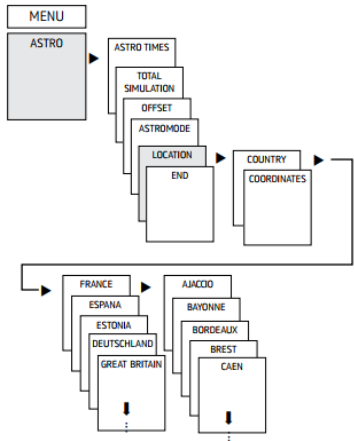 MENU
ASTRO
ASTRO TIMES
TOTAL
SIMULATION
OFFSET
ASTROMODE
LOCATION
END
COUNTRY
COORDINATES
FRANCE
ESPANA
ESTONIA
DEUTSCHLAND
GREAT BRITAIN
AJACCIO
BAYONNE
BORDEAUX
BREST
CAEN